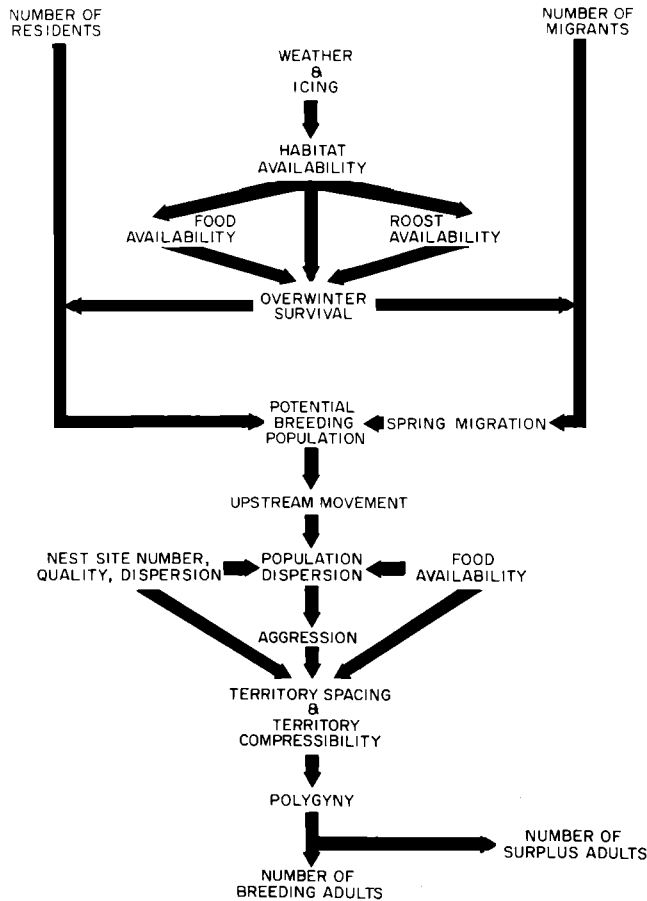 NUMBER OF
RESIDENTS
NUMBER OF
MIGRANTS
WEATHER
&
ICING
HABITAT
AVAILABILITY
FOOD
AVAILABILITY
ROOST
AVAILABILITY
OVERWINTER
SURVIVAL
POTENTIAL
BREEDING
POPULATION
SPRING MIGRATION
UPSTREAM MOVEMENT
NEST SITE NUMBER,
QUALITY, DISPERSION
POPULATION
DISPERSION
FOOD
AVAILABILITY
AGGRESSION
TERRITORY SPACING
&
TERRITORY
COMPRESSIBILITY
POLYGYNY
NUMBER OF
SURPLUS ADULTS
NUMBER OF
BREEDING ADULTS